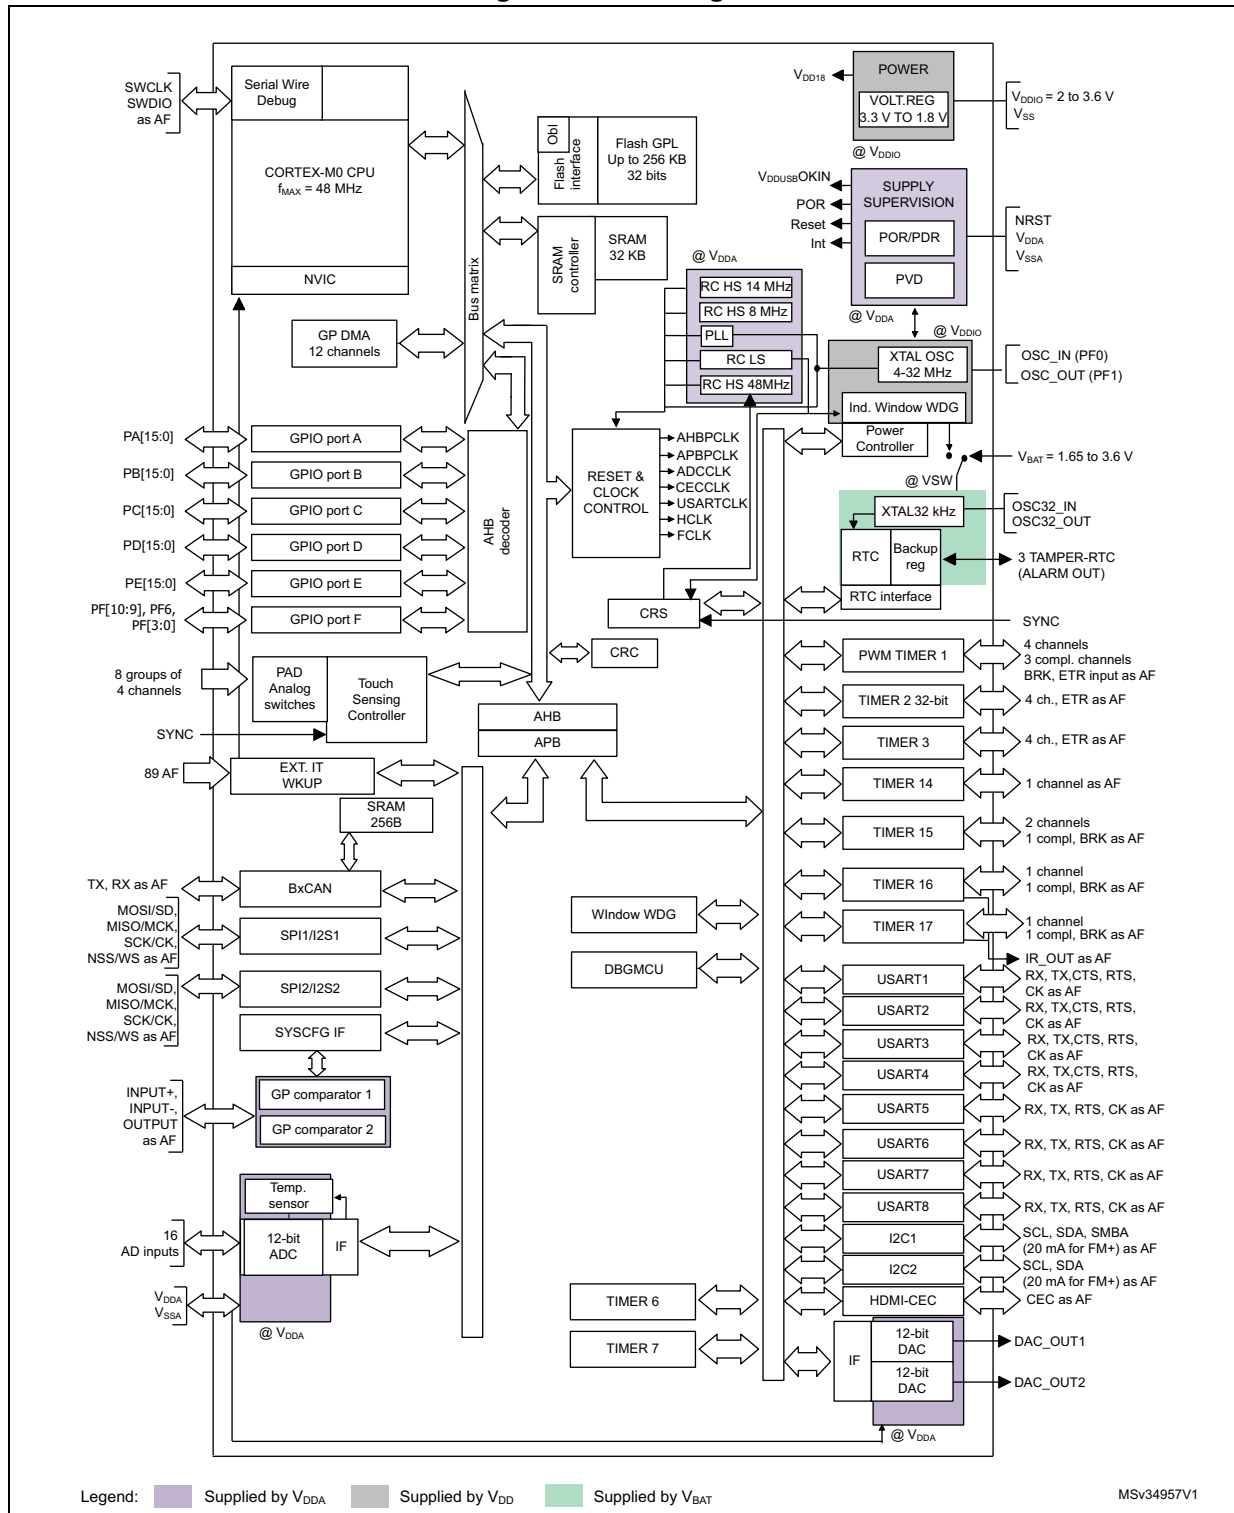 SWCLK
SWDIO
as AF
Serial Wire
Debug
CORTEX-M0 CPU
fMAX = 48 MHz
NVIC
Bus matrix
Obl
Flash
interface
Flash GPL
Up to 256 KB
32 bits
SRAM
controller
SRAM
32 KB
VDD18
POWER
VOLT.REG
3.3 V TO 1.8 V
VDDIO = 2 to 3.6 V
VSS
@ VDDIO
VDDUSBOKIN
POR
Reset
Int
SUPPLY
SUPERVISION
POR/PDR
PVD
NRST
VDDA
VSSA
@ VDDA
@ VDDA
RC HS 14 MHz
RC HS 8 MHz
PLL
RC LS
RC HS 48MHz
@ VDDIO
XTAL OSC
4-32 MHz
Ind. Window WDG
Power
Controller
OSC_IN (PF0)
OSC_OUT (PF1)
VBAT = 1.65 to 3.6 V
@ VSW
GP DMA
12 channels
PA[15:0]
GPIO port A
PB[15:0]
GPIO port B
PC[15:0]
GPIO port C
PD[15:0]
GPIO port D
PE[15:0]
GPIO port E
PF[10:9], PF6,
PF[3:0]
GPIO port F
AHB
decoder
RESET &
CLOCK
CONTROL
AHBPCLK
APBPCLK
ADCCLK
CECCLK
USARTCLK
HCLK
FCLK
XTAL32 kHz
OSC32_IN
OSC32_OUT
RTC
Backup
reg
RTC interface
3 TAMPER-RTC
(ALARM OUT)
CRS
SYNC
CRC
8 groups of
4 channels
PAD
Analog
switches
Touch
Sensing
Controller
SYNC
AHB
APB
89 AF
EXT. IT
WKUP
SRAM
256B
TX, RX as AF
BxCAN
MOSI/SD,
MISO/MCK,
SCK/CK,
NSS/WS as AF
SPI1/I2S1
MOSI/SD,
MISO/MCK,
SCK/CK,
NSS/WS as AF
SPI2/I2S2
SYSCFG IF
INPUT+,
INPUT-,
OUTPUT
as AF
GP comparator 1
GP comparator 2
Temp.
sensor
16
AD inputs
12-bit
ADC
IF
VDDA
VSSA
@ VDDA
WIndow WDG
DBGMCU
TIMER 6
TIMER 7
PWM TIMER 1
4 channels
3 compl. channels
BRK, ETR input as AF
TIMER 2 32-bit
4 ch., ETR as AF
TIMER 3
4 ch., ETR as AF
TIMER 14
1 channel as AF
TIMER 15
2 channels
1 compl, BRK as AF
TIMER 16
1 channel
1 compl, BRK as AF
TIMER 17
1 channel
1 compl, BRK as AF
IR_OUT as AF
USART1
RX, TX,CTS, RTS,
CK as AF
USART2
RX, TX,CTS, RTS,
CK as AF
USART3
RX, TX,CTS, RTS,
CK as AF
USART4
RX, TX,CTS, RTS,
CK as AF
USART5
RX, TX, RTS, CK as AF
USART6
RX, TX, RTS, CK as AF
USART7
RX, TX, RTS, CK as AF
USART8
RX, TX, RTS, CK as AF
I2C1
SCL, SDA, SMBA
(20 mA for FM+) as AF
I2C2
SCL, SDA
(20 mA for FM+) as AF
HDMI-CEC
CEC as AF
IF
12-bit
DAC
DAC_OUT1
12-bit
DAC
DAC_OUT2
@ VDDA
Legend: Supplied by VDDA Supplied by VDD Supplied by VBAT
MSv34957V1